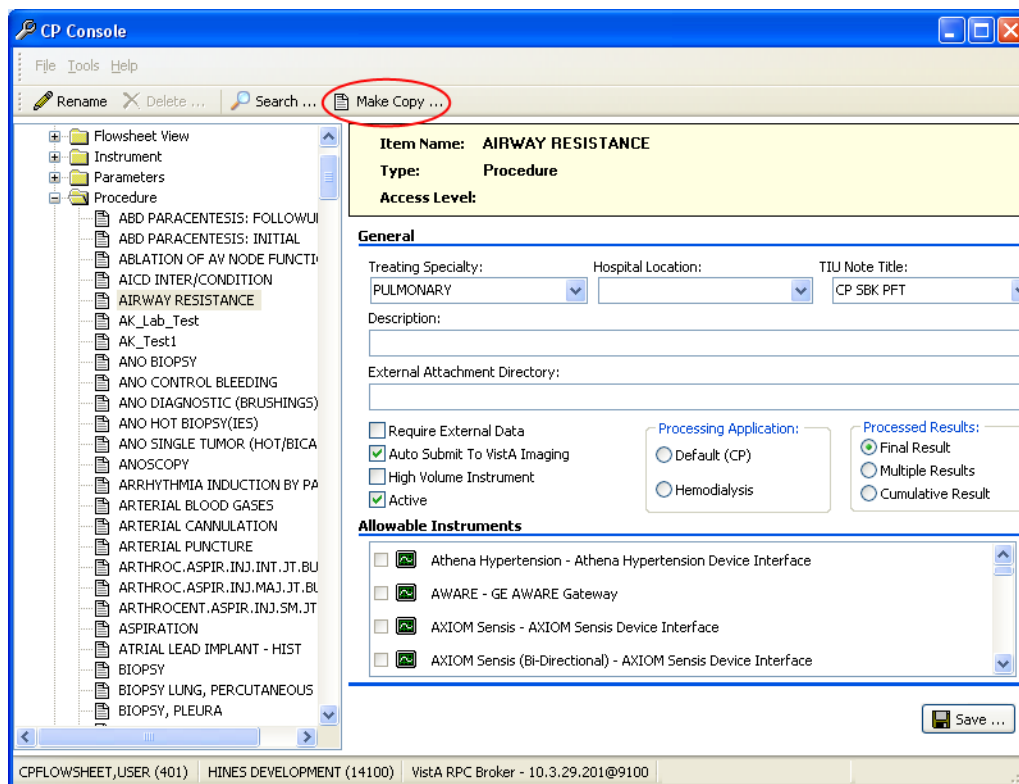 CP Console
File Tools Help
Rename Delete ... Search ... Make Copy ...
Flowsheet View
Instrument
Parameters
Procedure
ABD PARACENTESIS: FOLLOWU
ABD PARACENTESIS: INITIAL
ABLATION OF AV NODE FUNCTI
AICD INTER/CONDITION
AIRWAY RESISTANCE
AK_Lab_Test
AK_Test1
ANO BIOPSY
ANO CONTROL BLEEDING
ANO DIAGNOSTIC (BRUSHINGS)
ANO HOT BIOPSY(IES)
ANO SINGLE TUMOR (HOT/BICA
ANOSCOPY
ARRHYTHMIA INDUCTION BY PA
ARTERIAL BLOOD GASES
ARTERIAL CANNULATION
ARTERIAL PUNCTURE
ARTHROC.ASPIR.INJ.INT.JT.BU
ARTHROC.ASPIR.INJ.MAJ.JT.BU
ARTHROCENT.ASPIR.INJ.SM.JT
ASPIRATION
ATRIAL LEAD IMPLANT - HIST
BIOPSY
BIOPSY LUNG, PERCUTANEOUS
BIOPSY, PLEURA
Item Name: AIRWAY RESISTANCE
Type: Procedure
Access Level:
General
Treating Specialty: Hospital Location: TIU Note Title:
PULMONARY CP SBK PFT
Description:
External Attachment Directory:
Require External Data
Auto Submit To VistA Imaging
High Volume Instrument
Active
Processing Application:
Default (CP)
Hemodialysis
Processed Results:
Final Result
Multiple Results
Cumulative Result
Allowable Instruments
Athena Hypertension - Athena Hypertension Device Interface
AWARE - GE AWARE Gateway
AXIOM Sensis - AXIOM Sensis Device Interface
AXIOM Sensis (Bi-Directional) - AXIOM Sensis Device Interface
Save ...
CPFLOWSHEET,USER (401) HINES DEVELOPMENT (14100) VistA RPC Broker - 10.3.29.201@9100